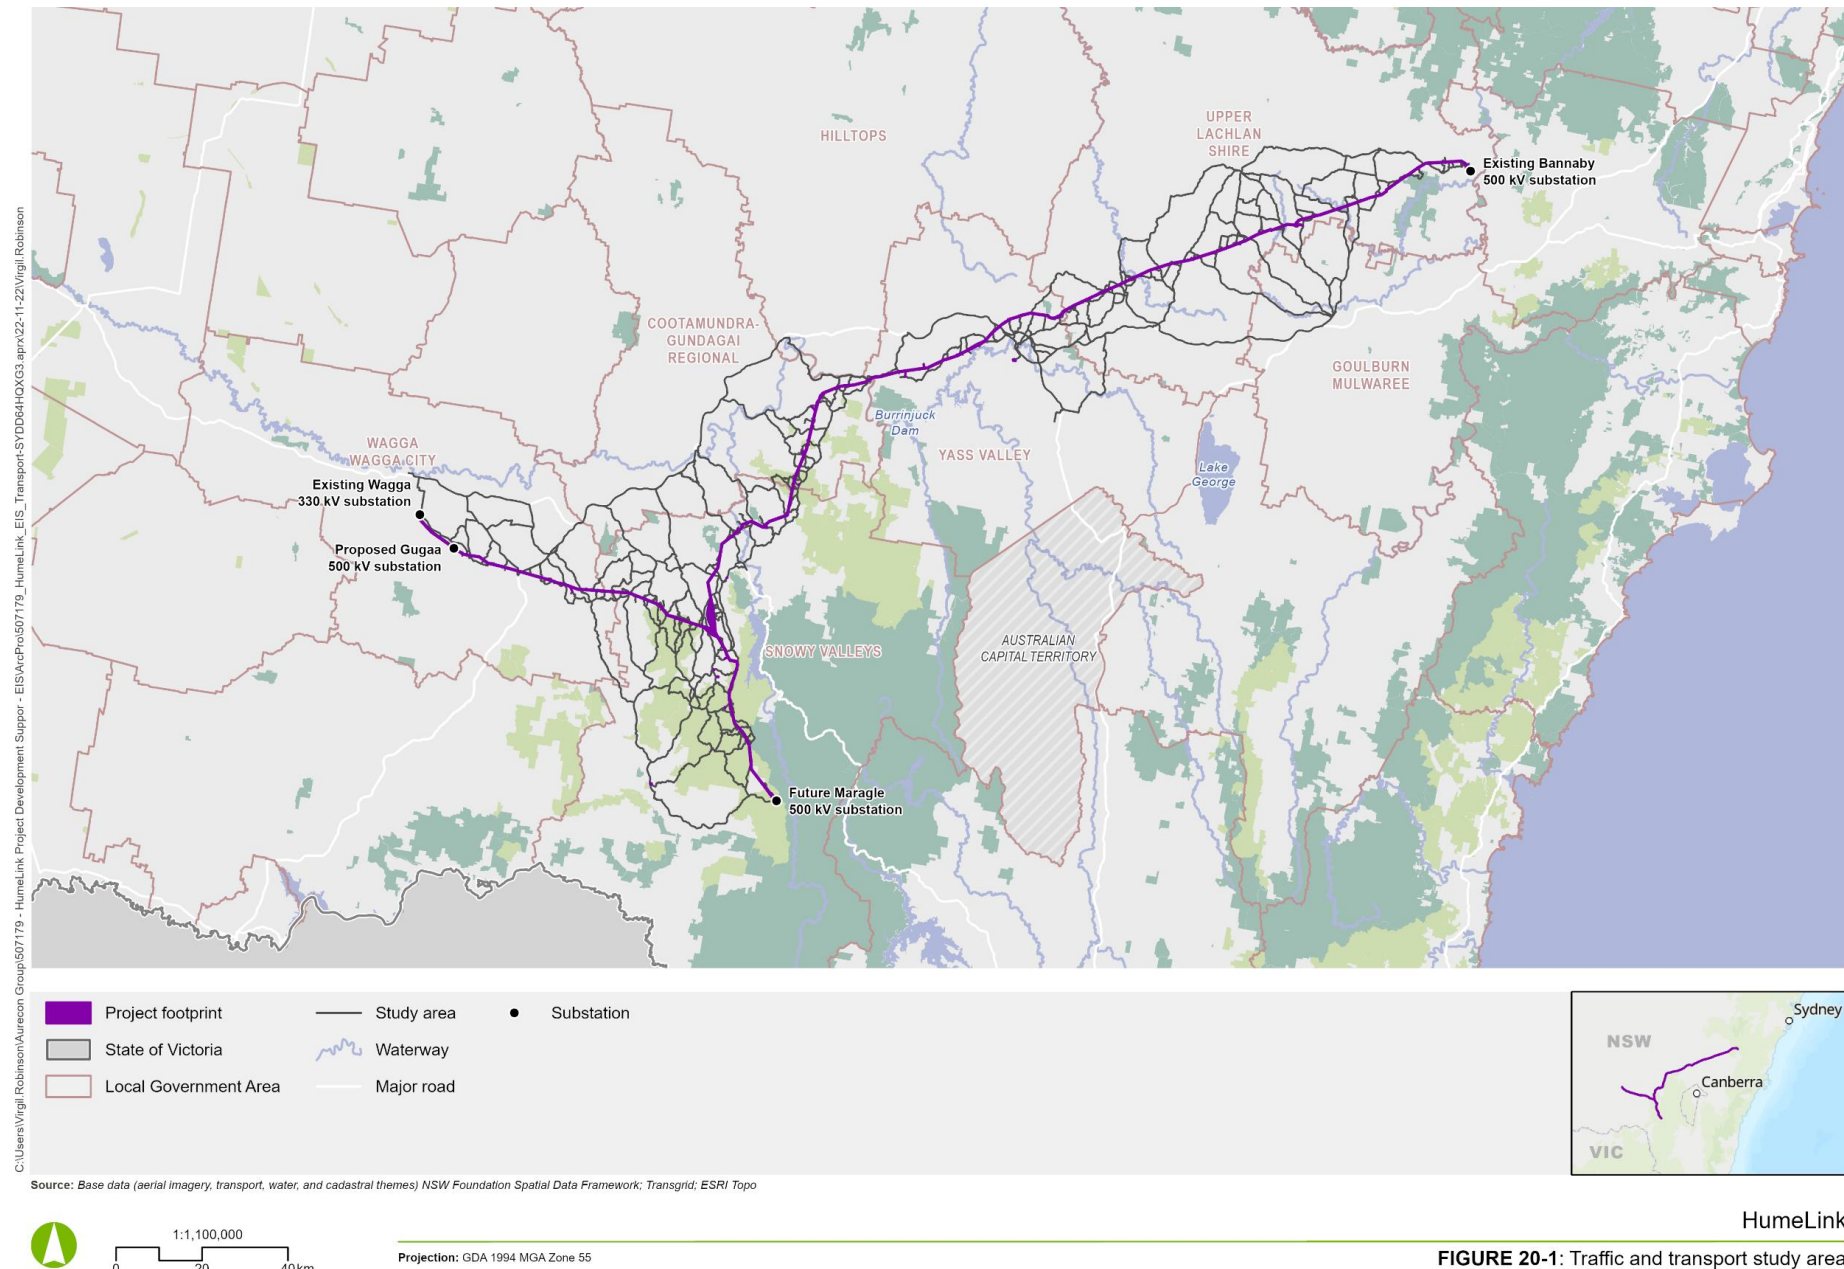 UPPER
LACHLAN
SHIRE
HILLTOPS
Existing Bannaby
500 kV substation
COOTAMUNDRA-
GUNDAGAI
REGIONAL
GOULBURN
MULWAREE
Burrinjuck
Dam
WAGGA
WAGGA CITY
YASS VALLEY
Lake
George
Existing Wagga
330 kV substation
Proposed Gugaa
500 kV substation
AUSTRALIAN
CAPITAL TERRITORY
SNOWY VALLEYS
Future Maragle
500 kV substation
C:\Users\Virgil.Robinson\Aurecon Group\507179 - HumeLink Project Development Suppor - EIS\ArcPro\507179_HumeLink_EIS_Transport-SYDD64HQXG3.aprx\22-11-22\Virgil.Robinson
Project footprint
Study area
Substation
State of Victoria
Waterway
Local Government Area
Major road
Sydney
NSW
Canberra
VIC
Source: Base data (aerial imagery, transport, water, and cadastral themes) NSW Foundation Spatial Data Framework; Transgrid; ESRI Topo
HumeLink
1:1,100,000
0 20 40km
Projection: GDA 1994 MGA Zone 55
FIGURE 20-1: Traffic and transport study area